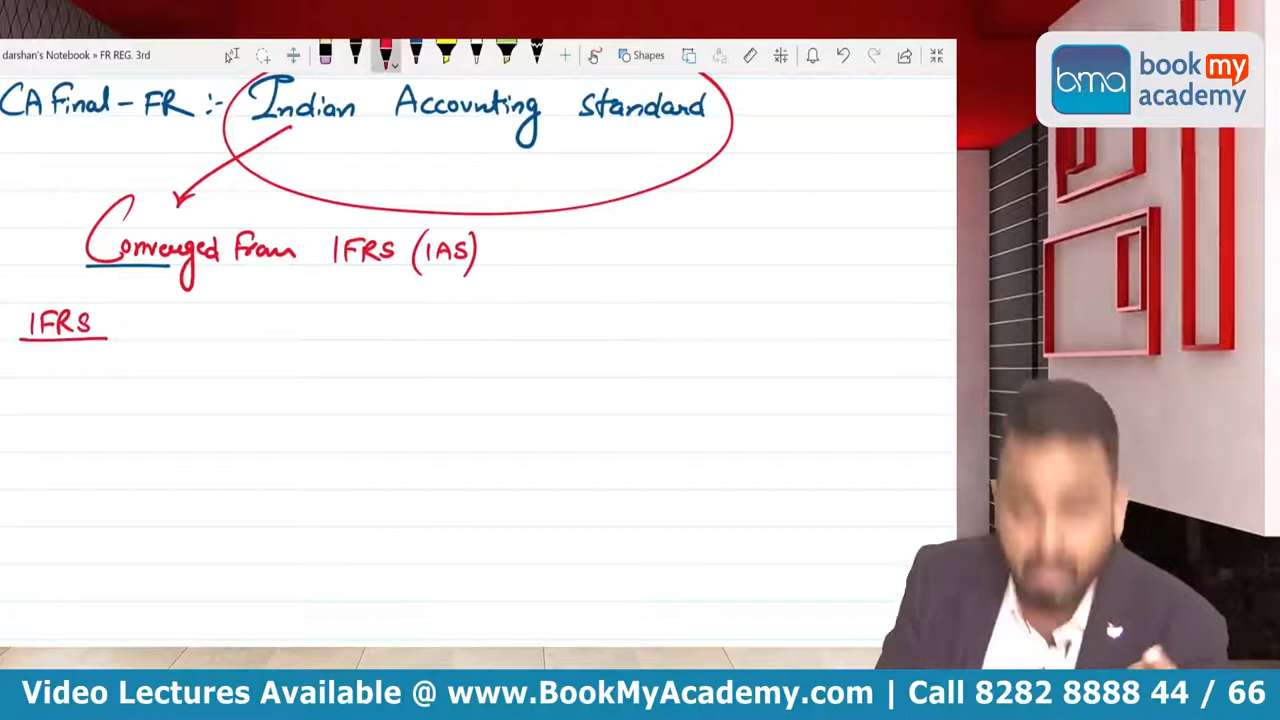 darshan's Notebook » FR REG. 3rd
Shapes
bma
book my
academy
CA Final - FR :- Indian Accounting Standard
Converged From IFRS (IAS)
IFRS
Video Lectures Available @ www.BookMyAcademy.com | Call 8282 8888 44 / 66